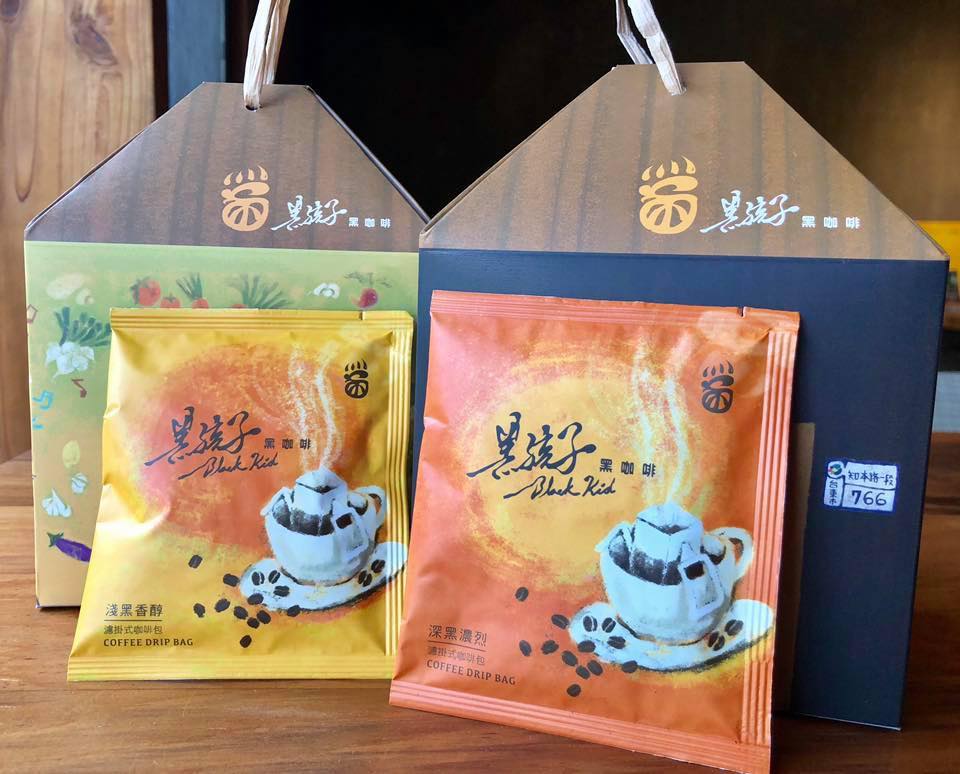 黑孩子 黑咖啡
黑孩子 黑咖啡
黑孩子 黑咖啡
Black Kid
淺黑香醇
濾掛式咖啡包
COFFEE DRIP BAG
黑孩子 黑咖啡
Black Kid
深黑濃烈
濾掛式咖啡包
COFFEE DRIP BAG
台東市
知本路一段
766